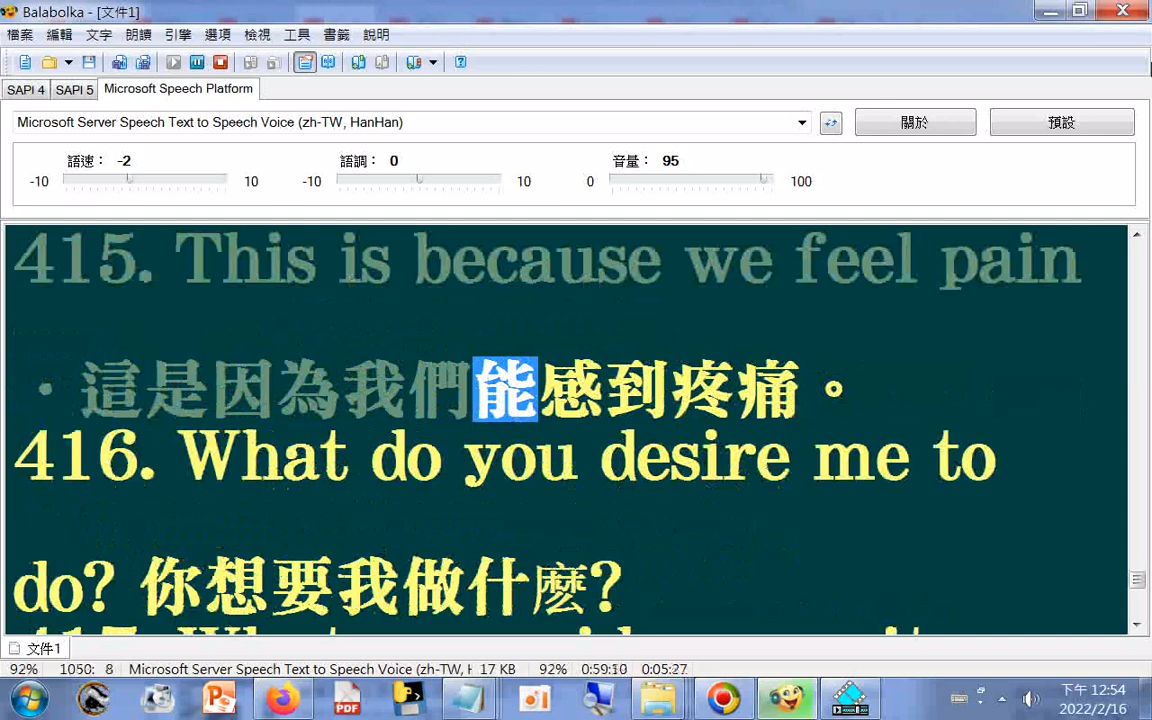 Balabolka - [文件1]
檔案 編輯 文字 朗讀 引擎 選項 檢視 工具 書籤 說明
SAPI 4 SAPI 5 Microsoft Speech Platform
Microsoft Server Speech Text to Speech Voice (zh-TW, HanHan) 關於 預設
語速： -2 語調： 0 音量： 95
-10 10 -10 10 0 100
415. This is because we feel pain
．這是因為我們能感到疼痛。
416. What do you desire me to
do? 你想要我做什麼?
文件1
92% 1050: 8 Microsoft Server Speech Text to Speech Voice (zh-TW, H 17 KB 92% 0:59:10 0:05:27
下午 12:54
2022/2/16